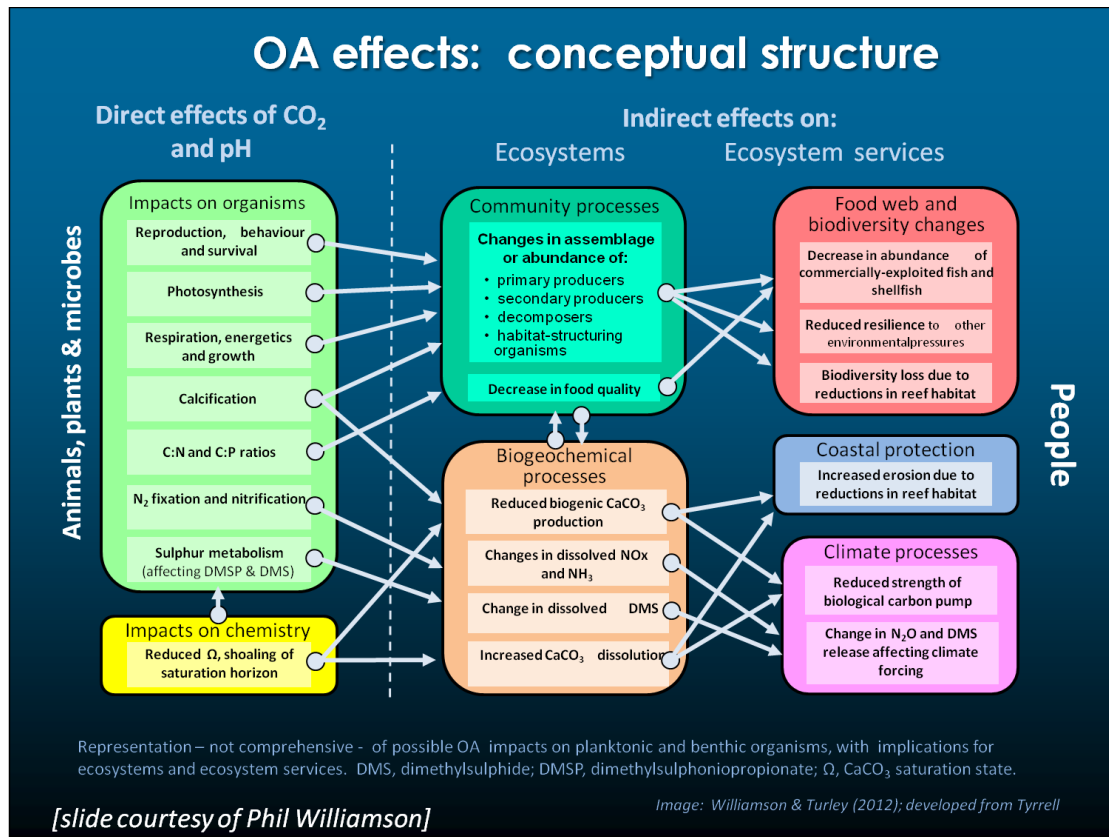 OA effects: conceptual structure
Direct effects of CO₂
and pH
Indirect effects on:
Ecosystems
Ecosystem services
Animals, plants & microbes
Impacts on organisms
Reproduction, behaviour
and survival
Photosynthesis
Respiration, energetics
and growth
Calcification
C:N and C:P ratios
N₂ fixation and nitrification
Sulphur metabolism
(affecting DMSP & DMS)
Impacts on chemistry
Reduced Ω, shoaling of
saturation horizon
Community processes
Changes in assemblage
or abundance of:
• primary producers
• secondary producers
• decomposers
• habitat-structuring
organisms
Decrease in food quality
Biogeochemical
processes
Reduced biogenic CaCO₃
production
Changes in dissolved NOx
and NH₃
Change in dissolved DMS
Increased CaCO₃ dissolution
Food web and
biodiversity changes
Decrease in abundance of
commercially-exploited fish and
shellfish
Reduced resilience to other
environmentalpressures
Biodiversity loss due to
reductions in reef habitat
Coastal protection
Increased erosion due to
reductions in reef habitat
Climate processes
Reduced strength of
biological carbon pump
Change in N₂O and DMS
release affecting climate
forcing
People
Representation – not comprehensive - of possible OA impacts on planktonic and benthic organisms, with implications for
ecosystems and ecosystem services. DMS, dimethylsulphide; DMSP, dimethylsulphoniopropionate; Ω, CaCO₃ saturation state.
Image: Williamson & Turley (2012); developed from Tyrrell
[slide courtesy of Phil Williamson]